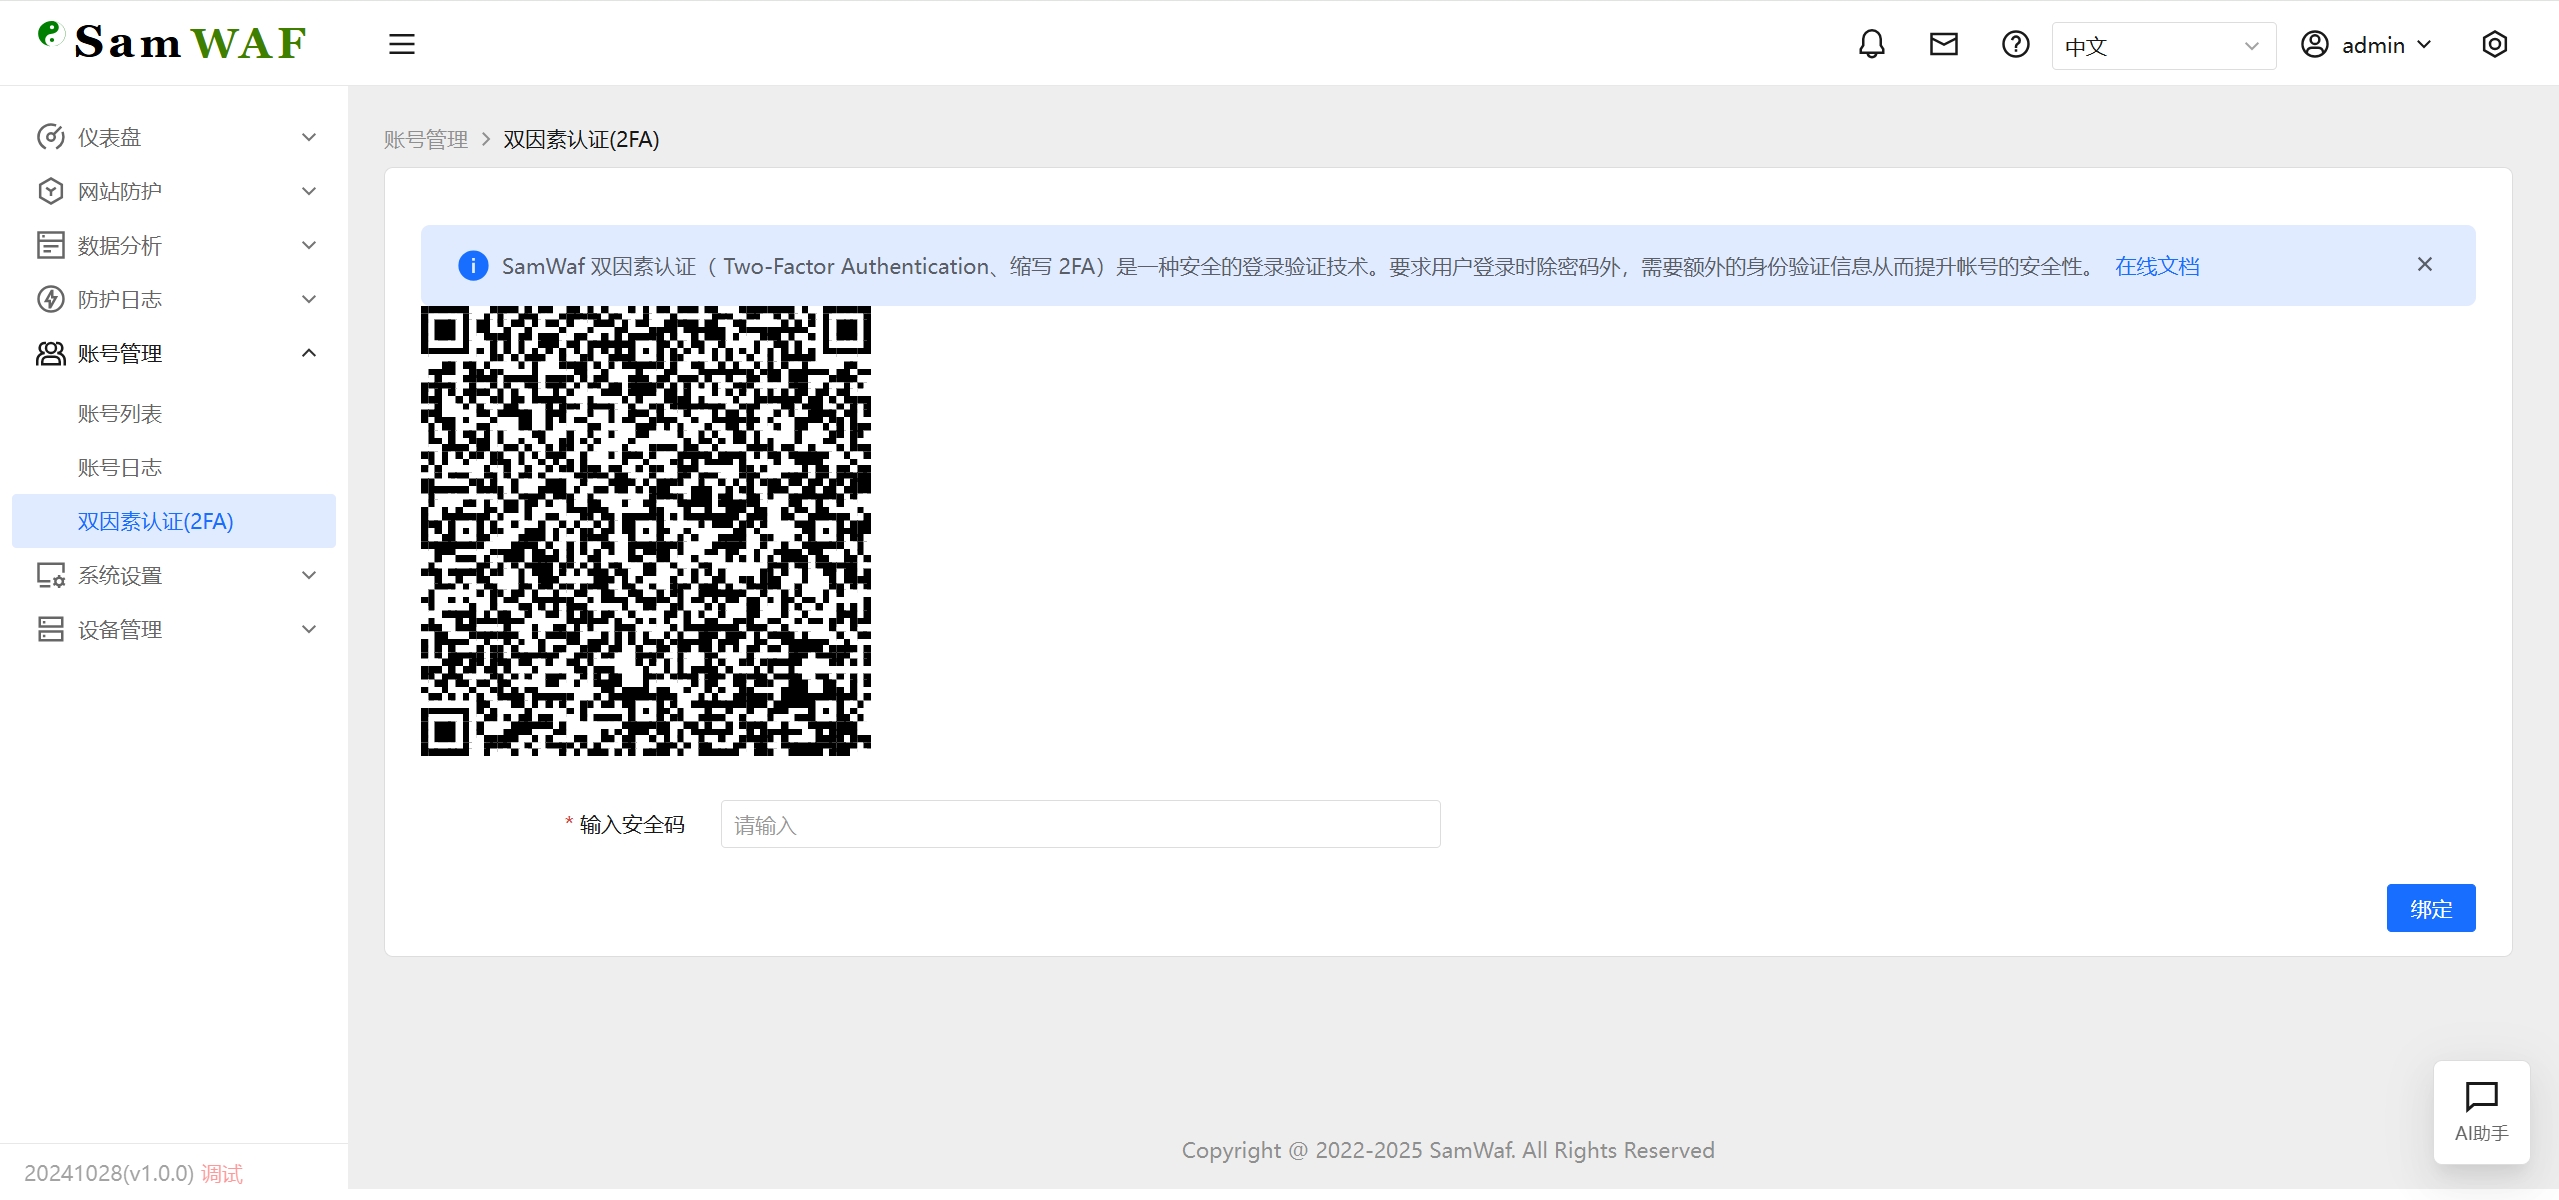 Sam WAF
中文
admin
仪表盘
网站防护
数据分析
防护日志
账号管理
账号列表
账号日志
双因素认证(2FA)
系统设置
设备管理
20241028(v1.0.0) 调试
账号管理 > 双因素认证(2FA)
SamWaf 双因素认证（ Two-Factor Authentication、缩写 2FA）是一种安全的登录验证技术。要求用户登录时除密码外，需要额外的身份验证信息从而提升帐号的安全性。 在线文档
* 输入安全码 请输入
绑定
AI助手
Copyright @ 2022-2025 SamWaf. All Rights Reserved